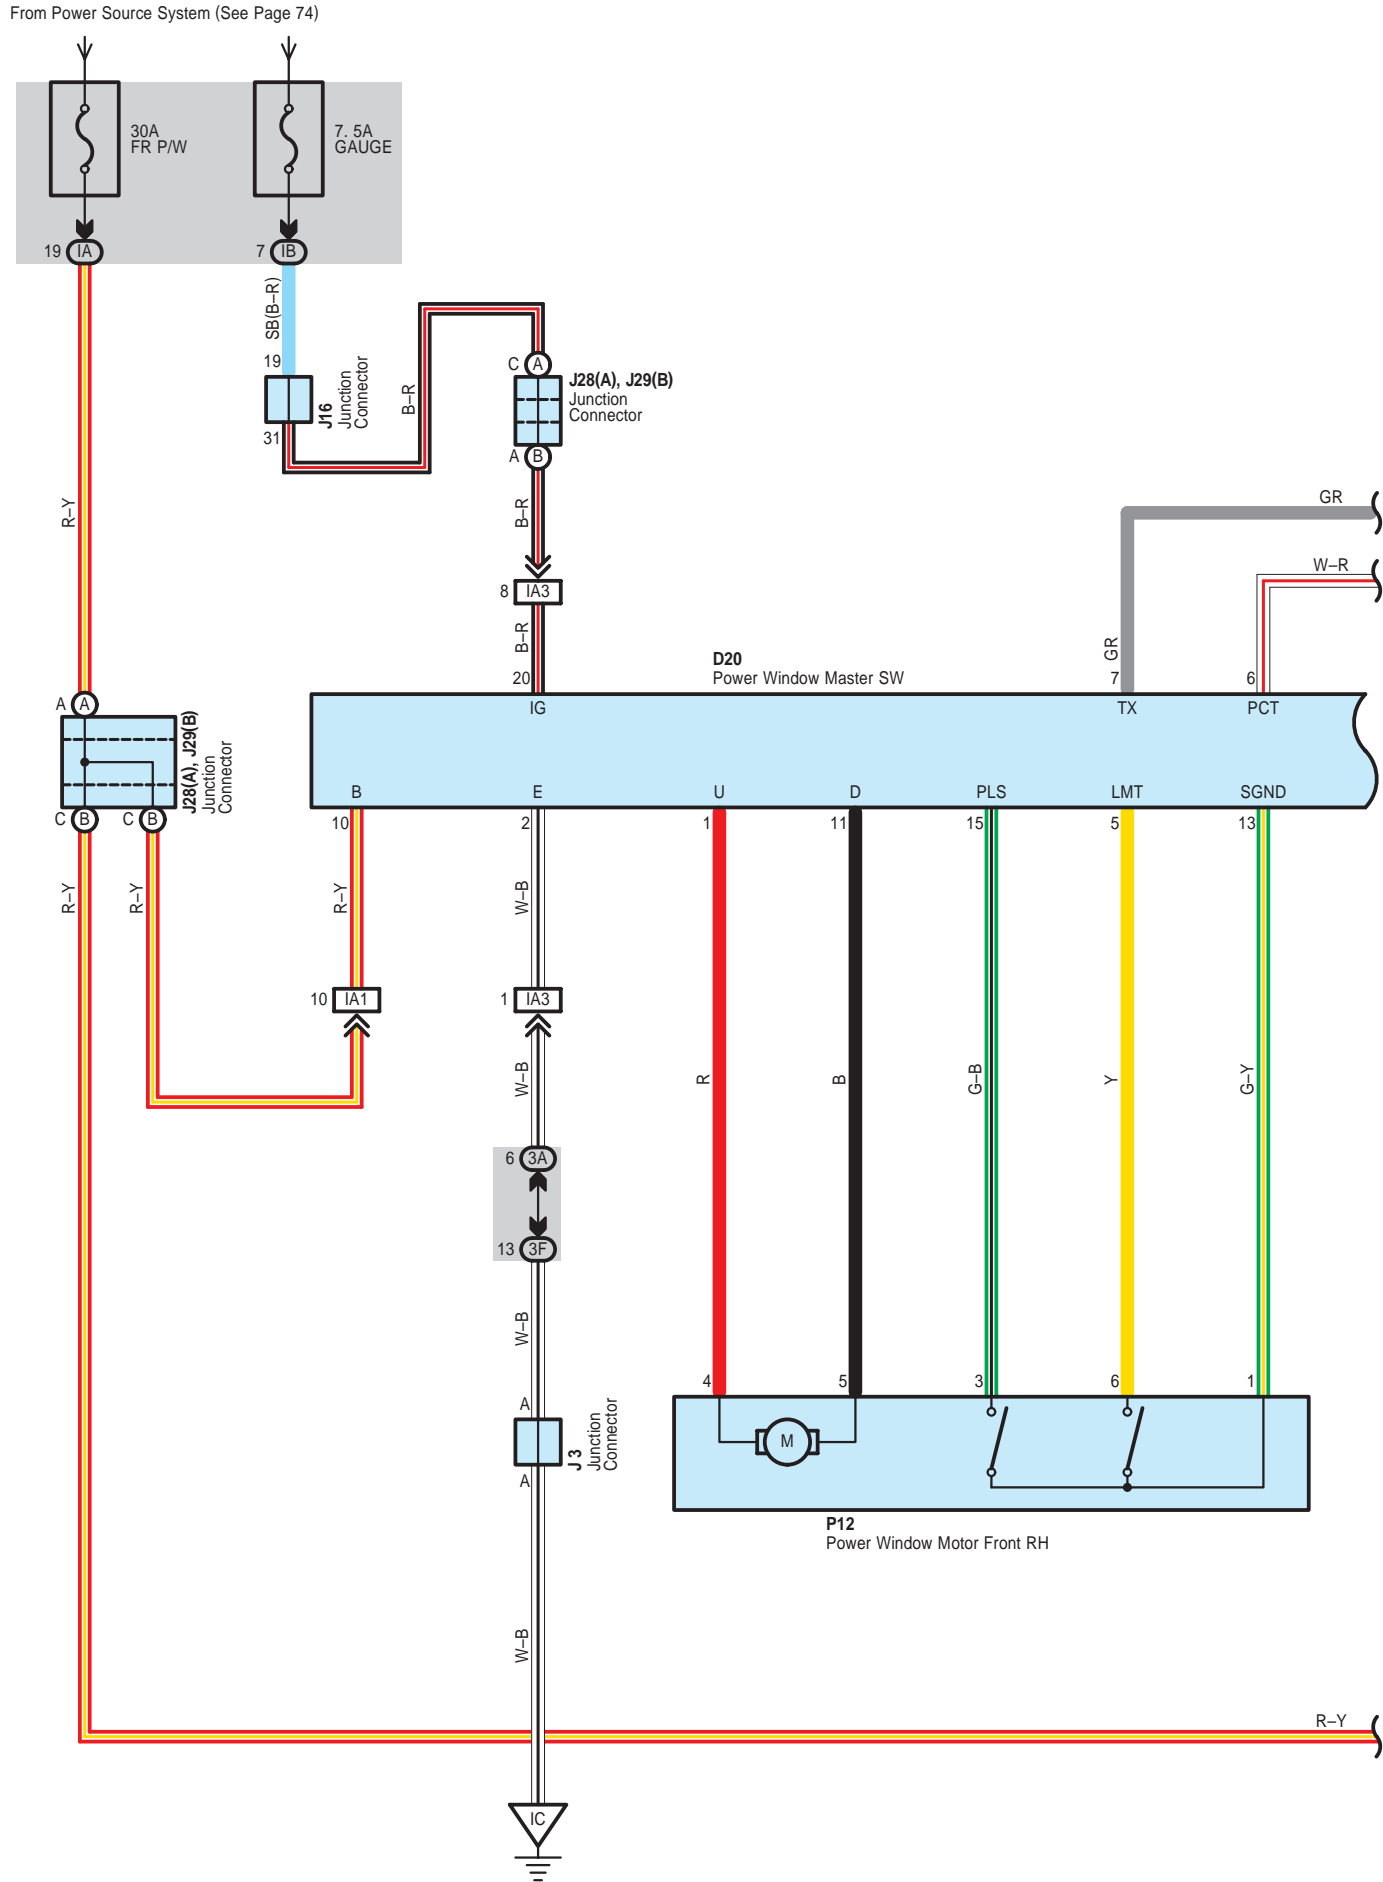 From Power Source System (See Page 74)
30A
FR P/W
7. 5A
GAUGE
19
IA
7
IB
SB(B–R)
19
J16
Junction
Connector
31
B–R
C
A
J28(A), J29(B)
Junction
Connector
A
B
R–Y
B–R
8
IA3
B–R
20
GR
W–R
GR
7
6
D20
Power Window Master SW
IG
TX
PCT
A
A
J28(A), J29(B)
Junction
Connector
C
B
C
B
B
E
U
D
PLS
LMT
SGND
10
2
1
11
15
5
13
R–Y
R–Y
R–Y
W–B
10
IA1
1
IA3
W–B
R
B
G–B
Y
G–Y
6
3A
13
3F
W–B
A
J 3
Junction
Connector
A
4
5
3
6
1
M
P12
Power Window Motor Front RH
W–B
R–Y
IC